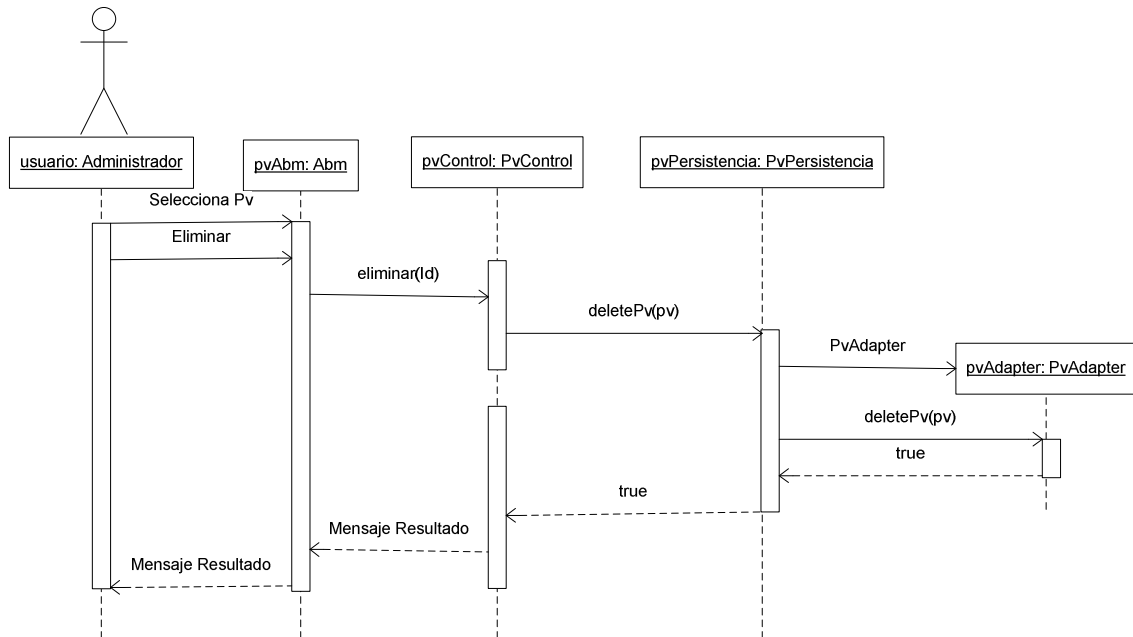 usuario: Administrador
pvAbm: Abm
pvControl: PvControl
pvPersistencia: PvPersistencia
Selecciona Pv
Eliminar
eliminar(Id)
deletePv(pv)
PvAdapter
pvAdapter: PvAdapter
deletePv(pv)
true
true
Mensaje Resultado
Mensaje Resultado